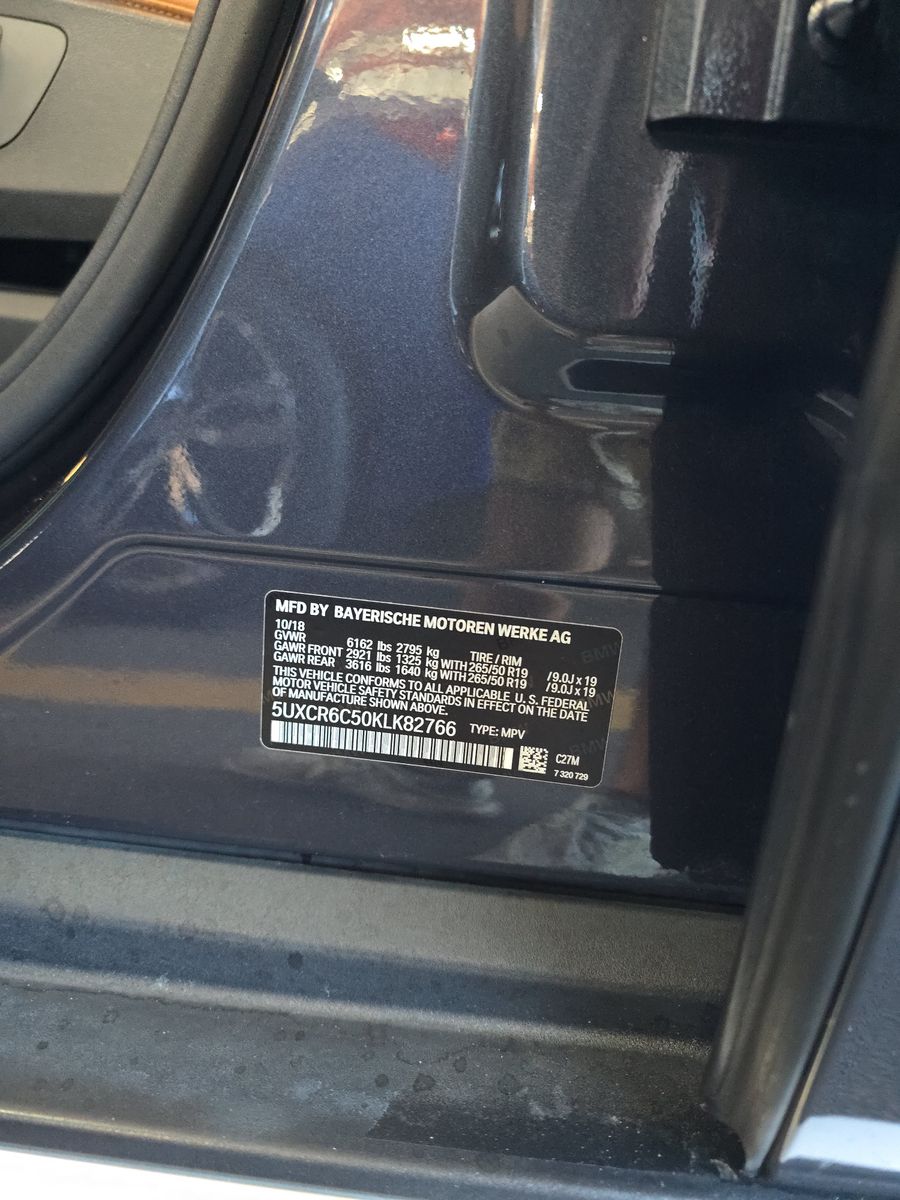 MFD BY BAYERISCHE MOTOREN WERKE AG
10/18
GVWR 6162 lbs 2795 kg TIRE / RIM
GAWR FRONT 2921 lbs 1325 kg WITH 265/50 R19 /9.0J x 19
GAWR REAR 3616 lbs 1640 kg WITH 265/50 R19 /9.0J x 19
THIS VEHICLE CONFORMS TO ALL APPLICABLE U.S. FEDERAL
MOTOR VEHICLE SAFETY STANDARDS IN EFFECT ON THE DATE
OF MANUFACTURE SHOWN ABOVE.
5UXCR6C50KLK82766 TYPE: MPV
C27M
7 320 729